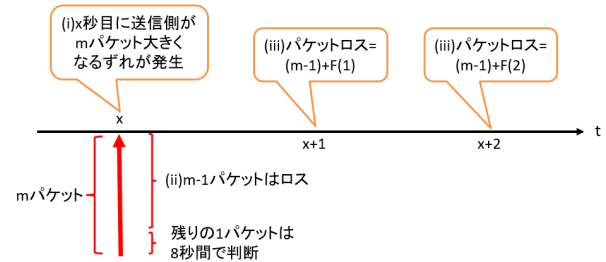 (i)x秒目に送信側が
mパケット大きく
なるずれが発生
(iii)パケットロス=
(m-1)+F(1)
(iii)パケットロス=
(m-1)+F(2)
x
t
x+1
x+2
mパケット
(ii)m-1パケットはロス
残りの1パケットは
8秒間で判断